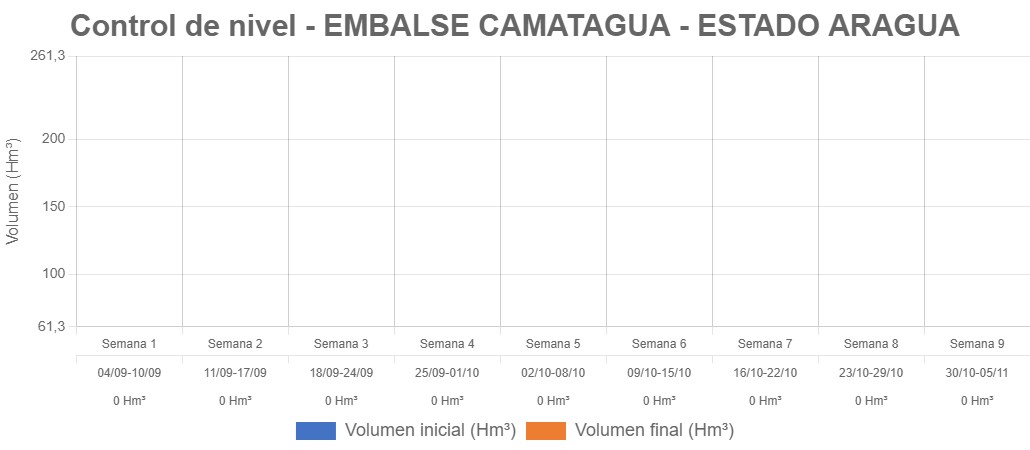 Control de nivel - EMBALSE CAMATAGUA - ESTADO ARAGUA
261,3
200
150
100
61,3
Volumen (Hm³)
Semana 1 Semana 2 Semana 3 Semana 4 Semana 5 Semana 6 Semana 7 Semana 8 Semana 9
04/09-10/09 11/09-17/09 18/09-24/09 25/09-01/10 02/10-08/10 09/10-15/10 16/10-22/10 23/10-29/10 30/10-05/11
0 Hm³ 0 Hm³ 0 Hm³ 0 Hm³ 0 Hm³ 0 Hm³ 0 Hm³ 0 Hm³ 0 Hm³
Volumen inicial (Hm³) Volumen final (Hm³)